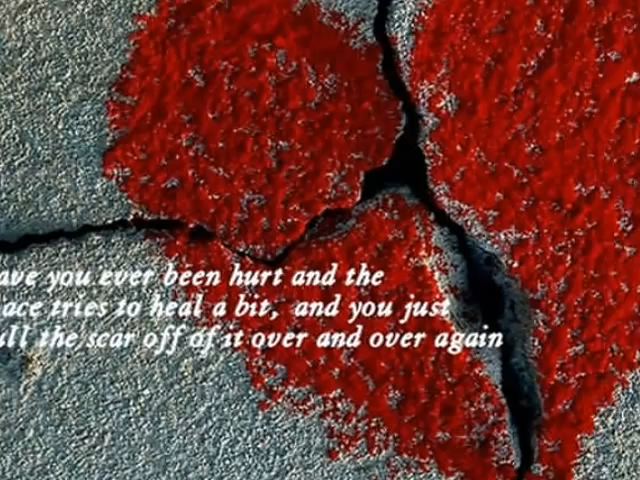 ave you ever been hurt and the
ace tries to heal a bit, and you just
ull the scar off of it over and over again